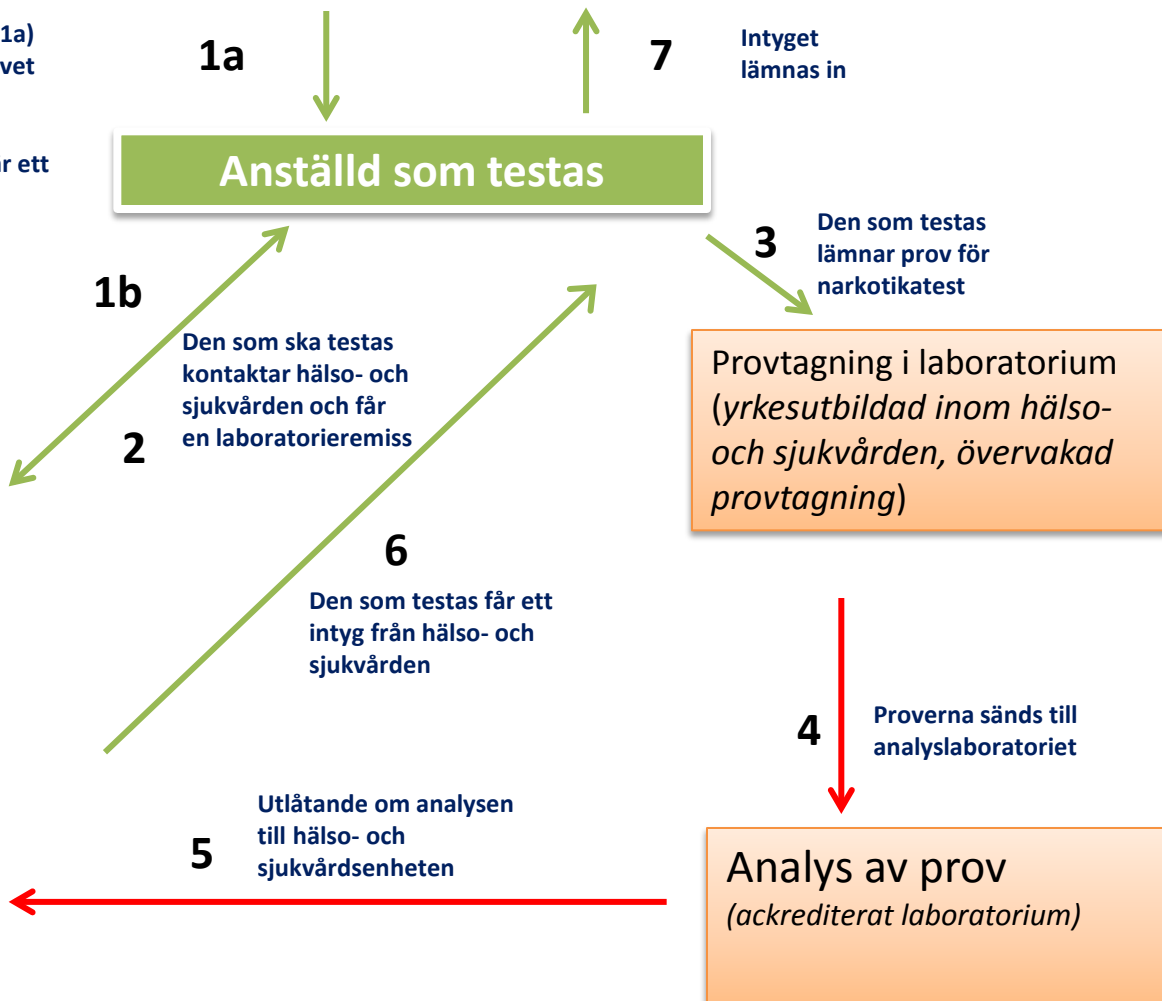 1a)
vet
1a
7
Intyget
lämnas in
r ett
Anställd som testas
3
Den som testas
lämnar prov för
narkotikatest
1b
2
Den som ska testas
kontaktar hälso- och
sjukvården och får
en laboratorieremiss
Provtagning i laboratorium
(yrkesutbildad inom hälso-
och sjukvården, övervakad
provtagning)
6
Den som testas får ett
intyg från hälso- och
sjukvården
4
Proverna sänds till
analyslaboratoriet
5
Utlåtande om analysen
till hälso- och
sjukvårdsenheten
Analys av prov
(ackrediterat laboratorium)